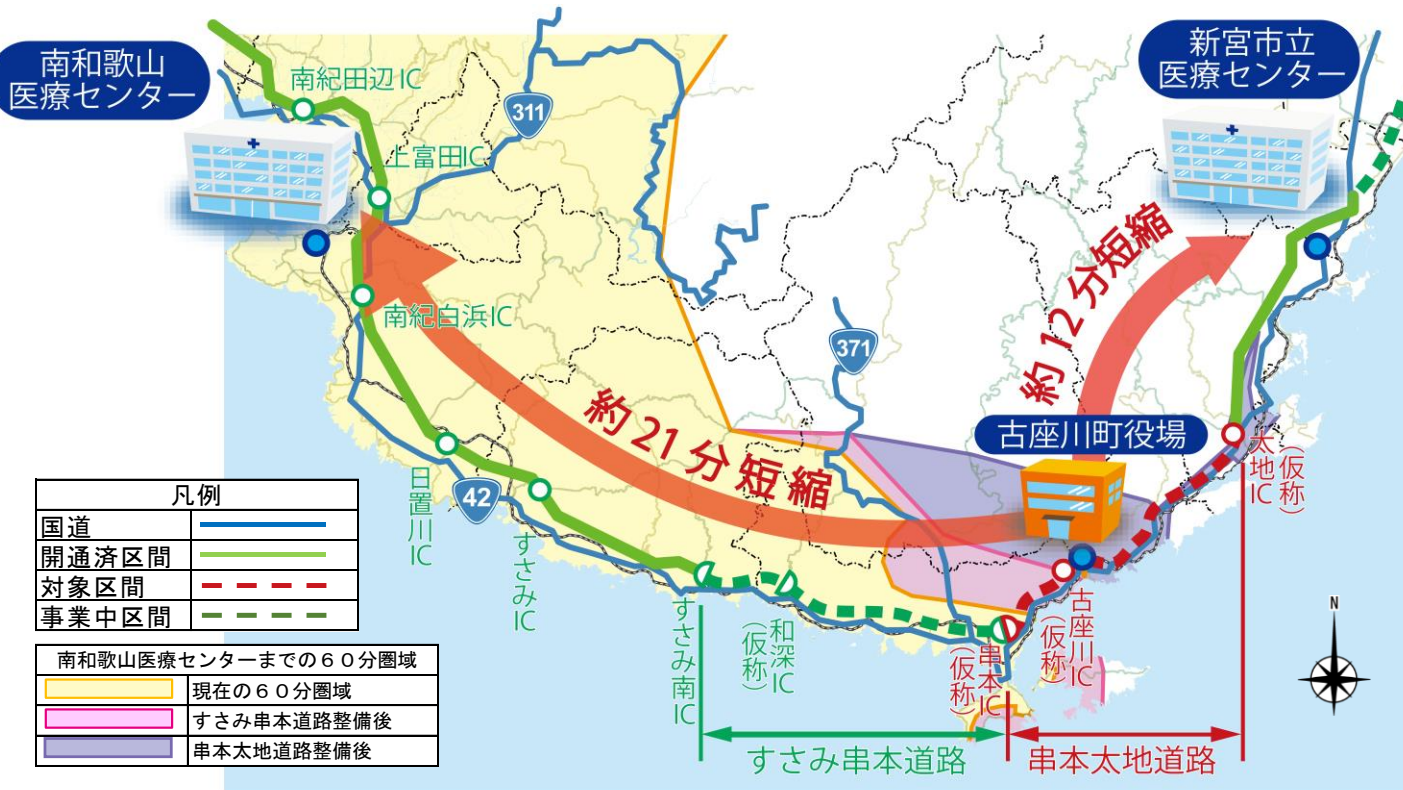 南和歌山
医療センター
新宮市立
医療センター
南紀田辺IC
311
上富田IC
南紀白浜IC
371
約12分短縮
約21分短縮
古座川町役場
42
日置川IC
すさみIC
すさみ南IC
和深IC
(仮称)
串本IC
(仮称)
古座川IC
(仮称)
太地IC
(仮称)
凡例
国道
開通済区間
対象区間
事業中区間
南和歌山医療センターまでの60分圏域
現在の60分圏域
すさみ串本道路整備後
串本太地道路整備後
すさみ串本道路
串本太地道路
N